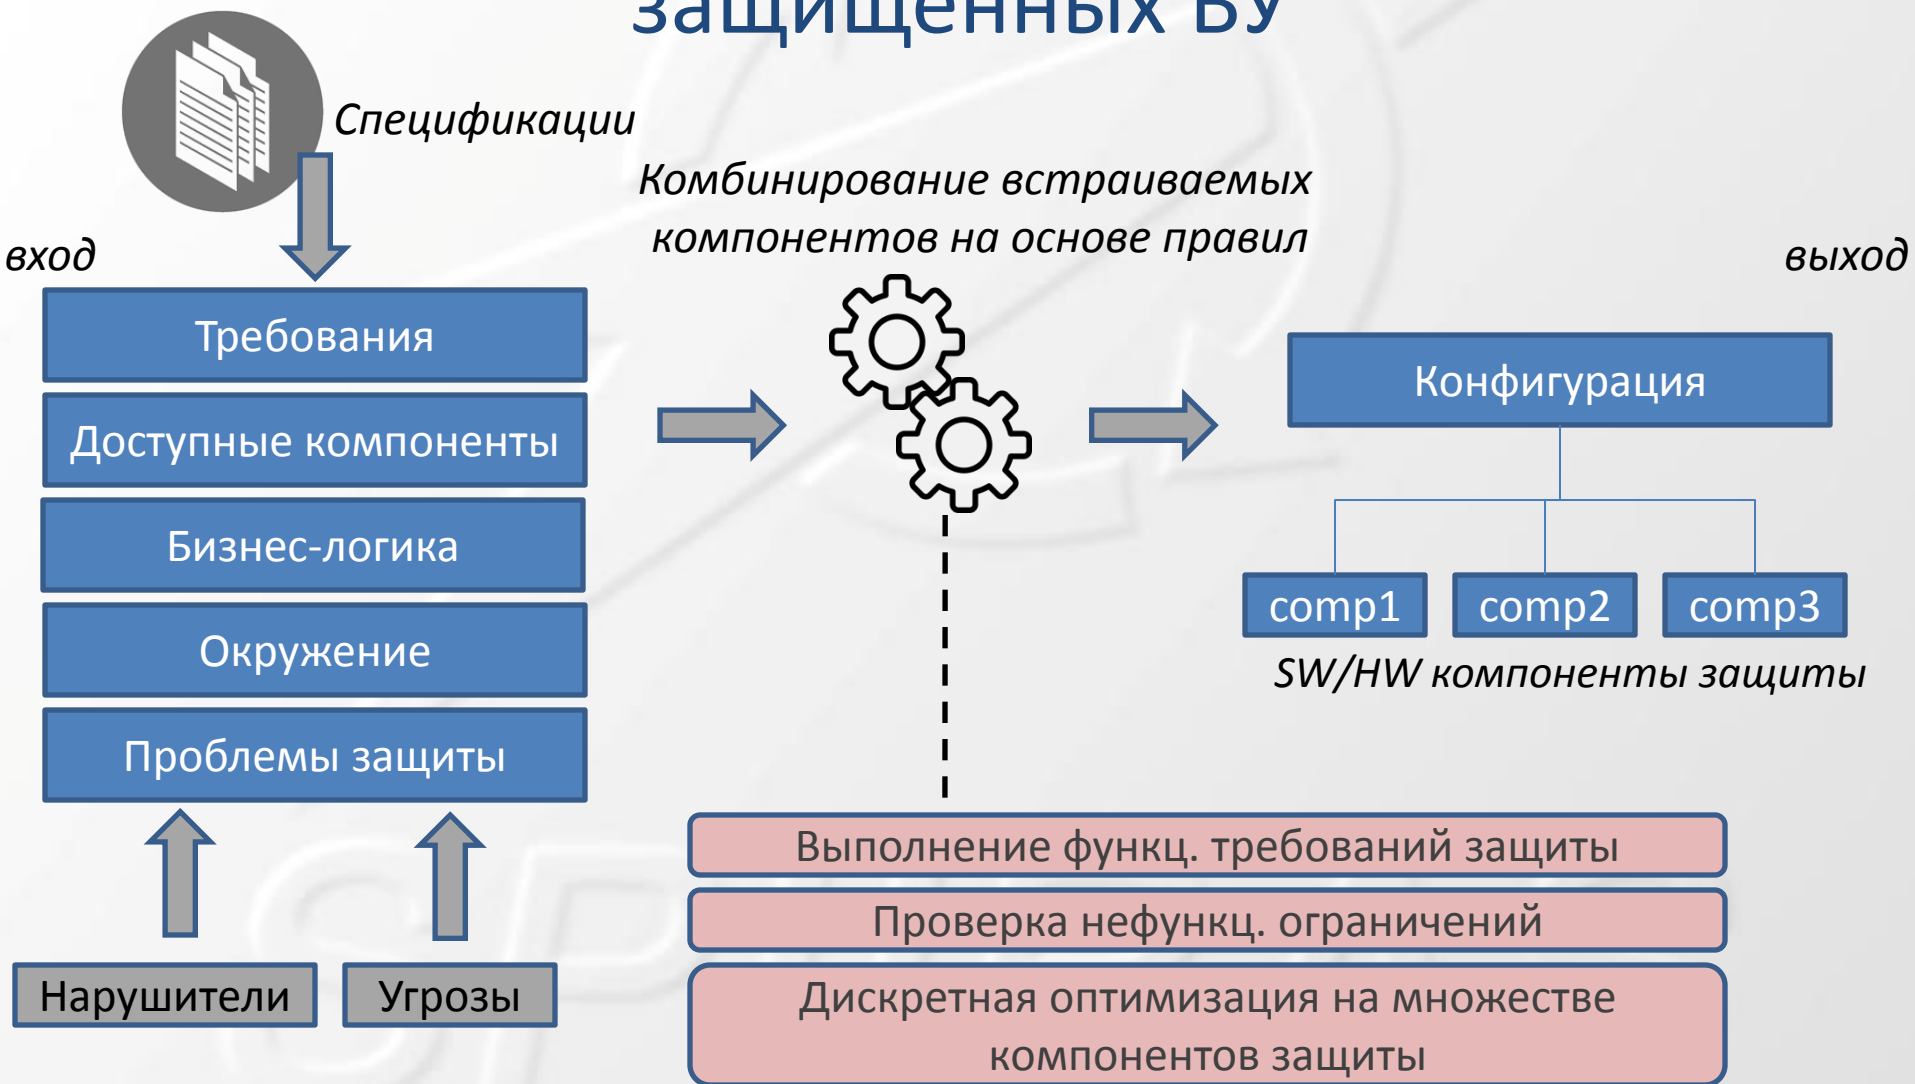 защищенных ВУ
Спецификации
Комбинирование встраиваемых
компонентов на основе правил
вход
выход
Требования
Доступные компоненты
Бизнес-логика
Окружение
Проблемы защиты
Нарушители
Угрозы
Конфигурация
comp1
comp2
comp3
SW/HW компоненты защиты
Выполнение функц. требований защиты
Проверка нефункц. ограничений
Дискретная оптимизация на множестве
компонентов защиты